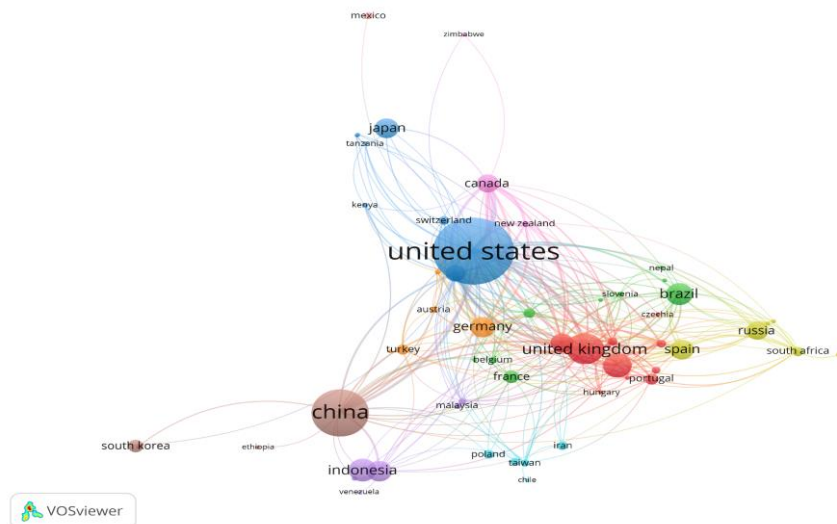 mexico
zimbabwe
japan
tanzania
canada
kenya
switzerland
new zealand
united states
nepal
slovenia
brazil
austria
czechia
germany
russia
turkey
united kingdom
spain
south africa
belgium
france
portugal
hungary
malaysia
china
south korea
ethiopia
iran
poland
taiwan
indonesia
chile
venezuela
VOSviewer